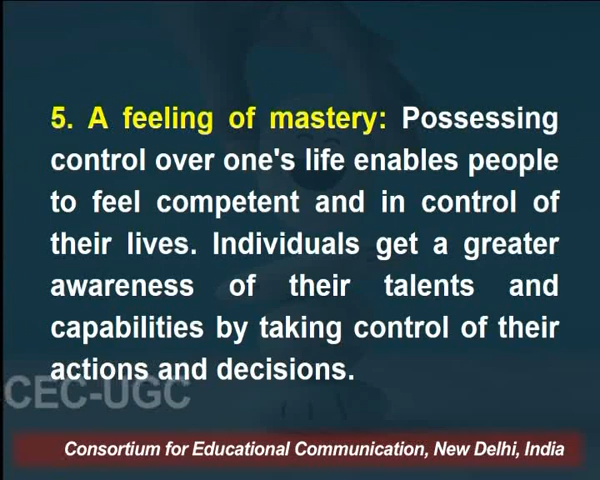 5. A feeling of mastery: Possessing
control over one's life enables people
to feel competent and in control of
their lives. Individuals get a greater
awareness of their talents and
capabilities by taking control of their
actions and decisions.
CEC-UGC
Consortium for Educational Communication, New Delhi, India